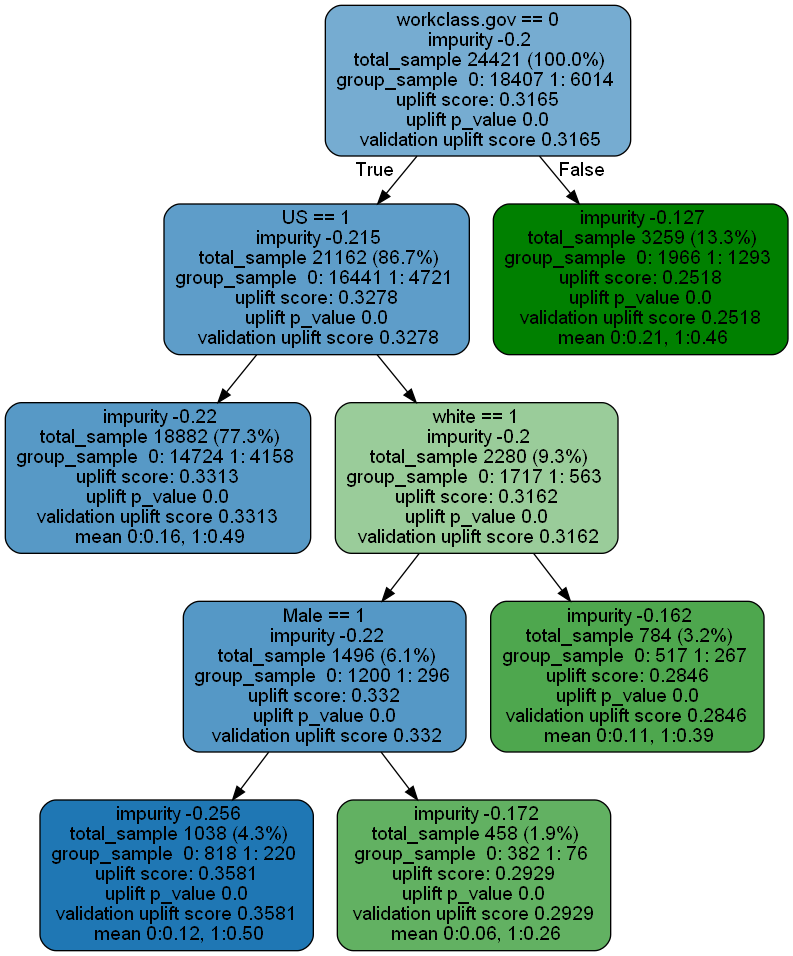 workclass.gov == 0
impurity -0.2
total_sample 24421 (100.0%)
group_sample  0: 18407 1: 6014
uplift score: 0.3165
uplift p_value 0.0
validation uplift score 0.3165
True
False
US == 1
impurity -0.215
total_sample 21162 (86.7%)
group_sample  0: 16441 1: 4721
uplift score: 0.3278
uplift p_value 0.0
validation uplift score 0.3278
impurity -0.127
total_sample 3259 (13.3%)
group_sample  0: 1966 1: 1293
uplift score: 0.2518
uplift p_value 0.0
validation uplift score 0.2518
mean 0:0.21, 1:0.46
impurity -0.22
total_sample 18882 (77.3%)
group_sample  0: 14724 1: 4158
uplift score: 0.3313
uplift p_value 0.0
validation uplift score 0.3313
mean 0:0.16, 1:0.49
white == 1
impurity -0.2
total_sample 2280 (9.3%)
group_sample  0: 1717 1: 563
uplift score: 0.3162
uplift p_value 0.0
validation uplift score 0.3162
Male == 1
impurity -0.22
total_sample 1496 (6.1%)
group_sample  0: 1200 1: 296
uplift score: 0.332
uplift p_value 0.0
validation uplift score 0.332
impurity -0.162
total_sample 784 (3.2%)
group_sample  0: 517 1: 267
uplift score: 0.2846
uplift p_value 0.0
validation uplift score 0.2846
mean 0:0.11, 1:0.39
impurity -0.256
total_sample 1038 (4.3%)
group_sample  0: 818 1: 220
uplift score: 0.3581
uplift p_value 0.0
validation uplift score 0.3581
mean 0:0.12, 1:0.50
impurity -0.172
total_sample 458 (1.9%)
group_sample  0: 382 1: 76
uplift score: 0.2929
uplift p_value 0.0
validation uplift score 0.2929
mean 0:0.06, 1:0.26